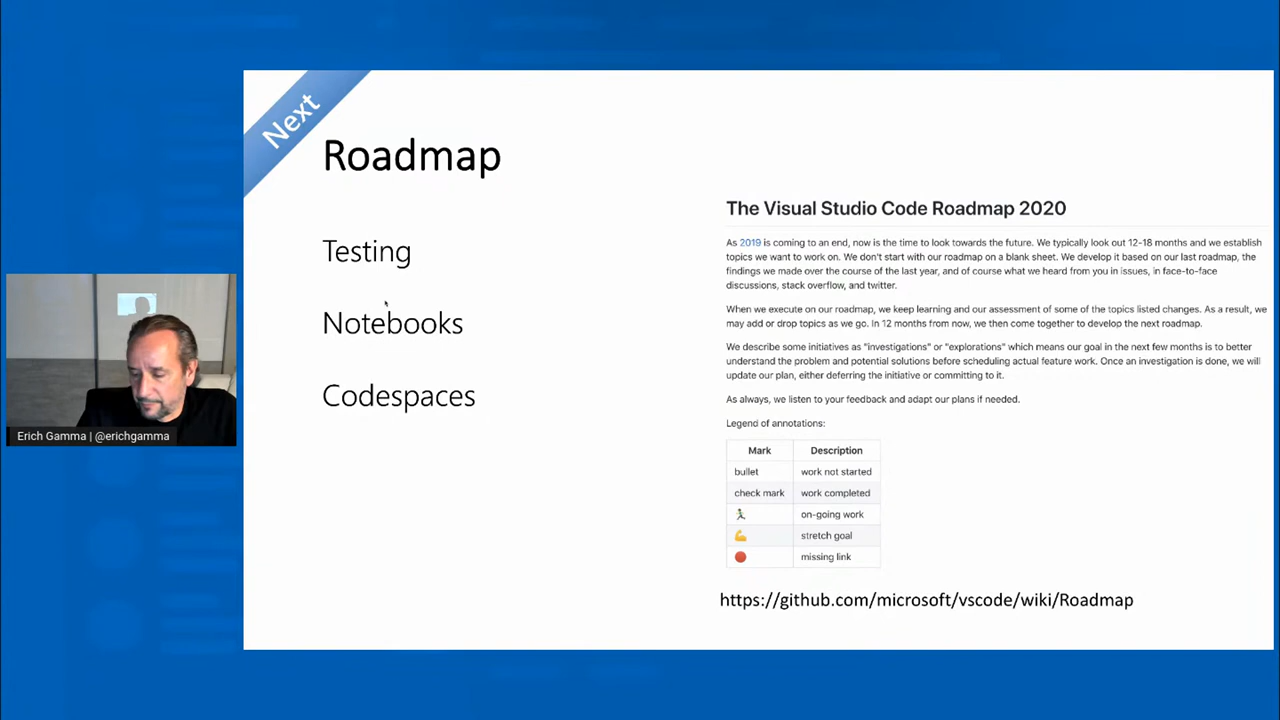 Next
Roadmap
Testing
Notebooks
Codespaces
The Visual Studio Code Roadmap 2020
As 2019 is coming to an end, now is the time to look towards the future. We typically look out 12-18 months and we establish
topics we want to work on. We don't start with our roadmap on a blank sheet. We develop it based on our last roadmap, the
findings we made over the course of the last year, and of course what we heard from you in issues, in face-to-face
discussions, stack overflow, and twitter.
When we execute on our roadmap, we keep learning and our assessment of some of the topics listed changes. As a result, we
may add or drop topics as we go. In 12 months from now, we then come together to develop the next roadmap.
We describe some initiatives as "investigations" or "explorations" which means our goal in the next few months is to better
understand the problem and potential solutions before scheduling actual feature work. Once an investigation is done, we will
update our plan, either deferring the initiative or committing to it.
As always, we listen to your feedback and adapt our plans if needed.
Legend of annotations:
Mark Description
bullet work not started
check mark work completed
🏃 on-going work
💪 stretch goal
🔴 missing link
https://github.com/microsoft/vscode/wiki/Roadmap
Erich Gamma | @erichgamma